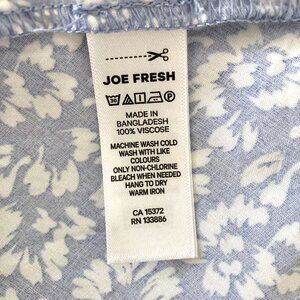 JOE FRESH
MADE IN
BANGLADESH
100% VISCOSE
MACHINE WASH COLD
WASH WITH LIKE
COLOURS
ONLY NON-CHLORINE
BLEACH WHEN NEEDED
HANG TO DRY
WARM IRON
CA 15372
RN 133886